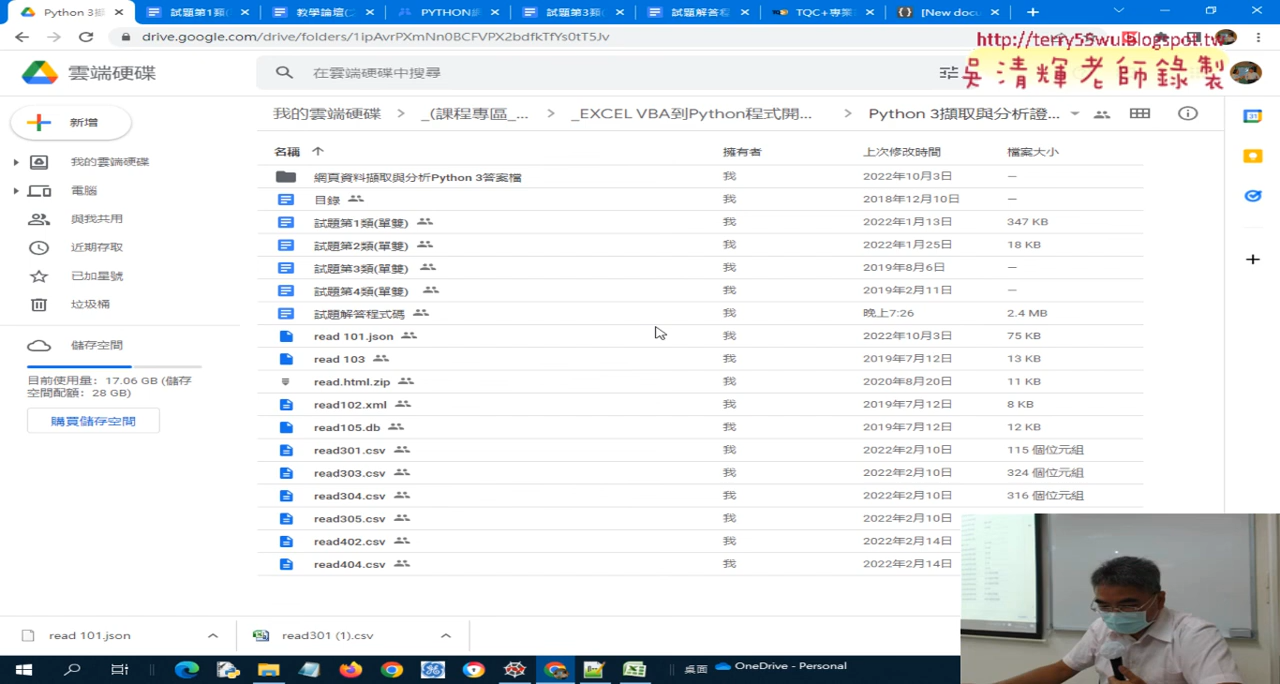 Python 3擷
試題第1類(
教學論壇(
PYTHON
試題第3類(
試題解答程
TQC+專業
[New docu
drive.google.com/drive/folders/1ipAvrPXmNn0BCFVPX2bdfkTfYs0tT5Jv
http://terry55wu.blogspot.tw
吳清輝老師錄製
雲端硬碟
在雲端硬碟中搜尋
新增
我的雲端硬碟 > _(課程專區_... > _EXCEL VBA到Python程式開... > Python 3擷取與分析證...
名稱 擁有者 上次修改時間 檔案大小
我的雲端硬碟
電腦
與我共用
近期存取
已加星號
垃圾桶
儲存空間
目前使用量：17.06 GB (儲存
空間配額：28 GB)
購買儲存空間
網頁資料擷取與分析Python 3答案檔 我 2022年10月3日 —
目錄 我 2018年12月10日 —
試題第1類(單雙) 我 2022年1月13日 347 KB
試題第2類(單雙) 我 2022年1月25日 18 KB
試題第3類(單雙) 我 2019年8月6日 —
試題第4類(單雙) 我 2019年2月11日 —
試題解答程式碼 我 晚上7:26 2.4 MB
read 101.json 我 2022年10月3日 75 KB
read 103 我 2019年7月12日 13 KB
read.html.zip 我 2020年8月20日 11 KB
read102.xml 我 2019年7月12日 8 KB
read105.db 我 2019年7月12日 12 KB
read301.csv 我 2022年2月10日 115 個位元組
read303.csv 我 2022年2月10日 324 個位元組
read304.csv 我 2022年2月10日 316 個位元組
read305.csv 我 2022年2月10日
read402.csv 我 2022年2月14日
read404.csv 我 2022年2月14日
read 101.json
read301 (1).csv
桌面
OneDrive - Personal